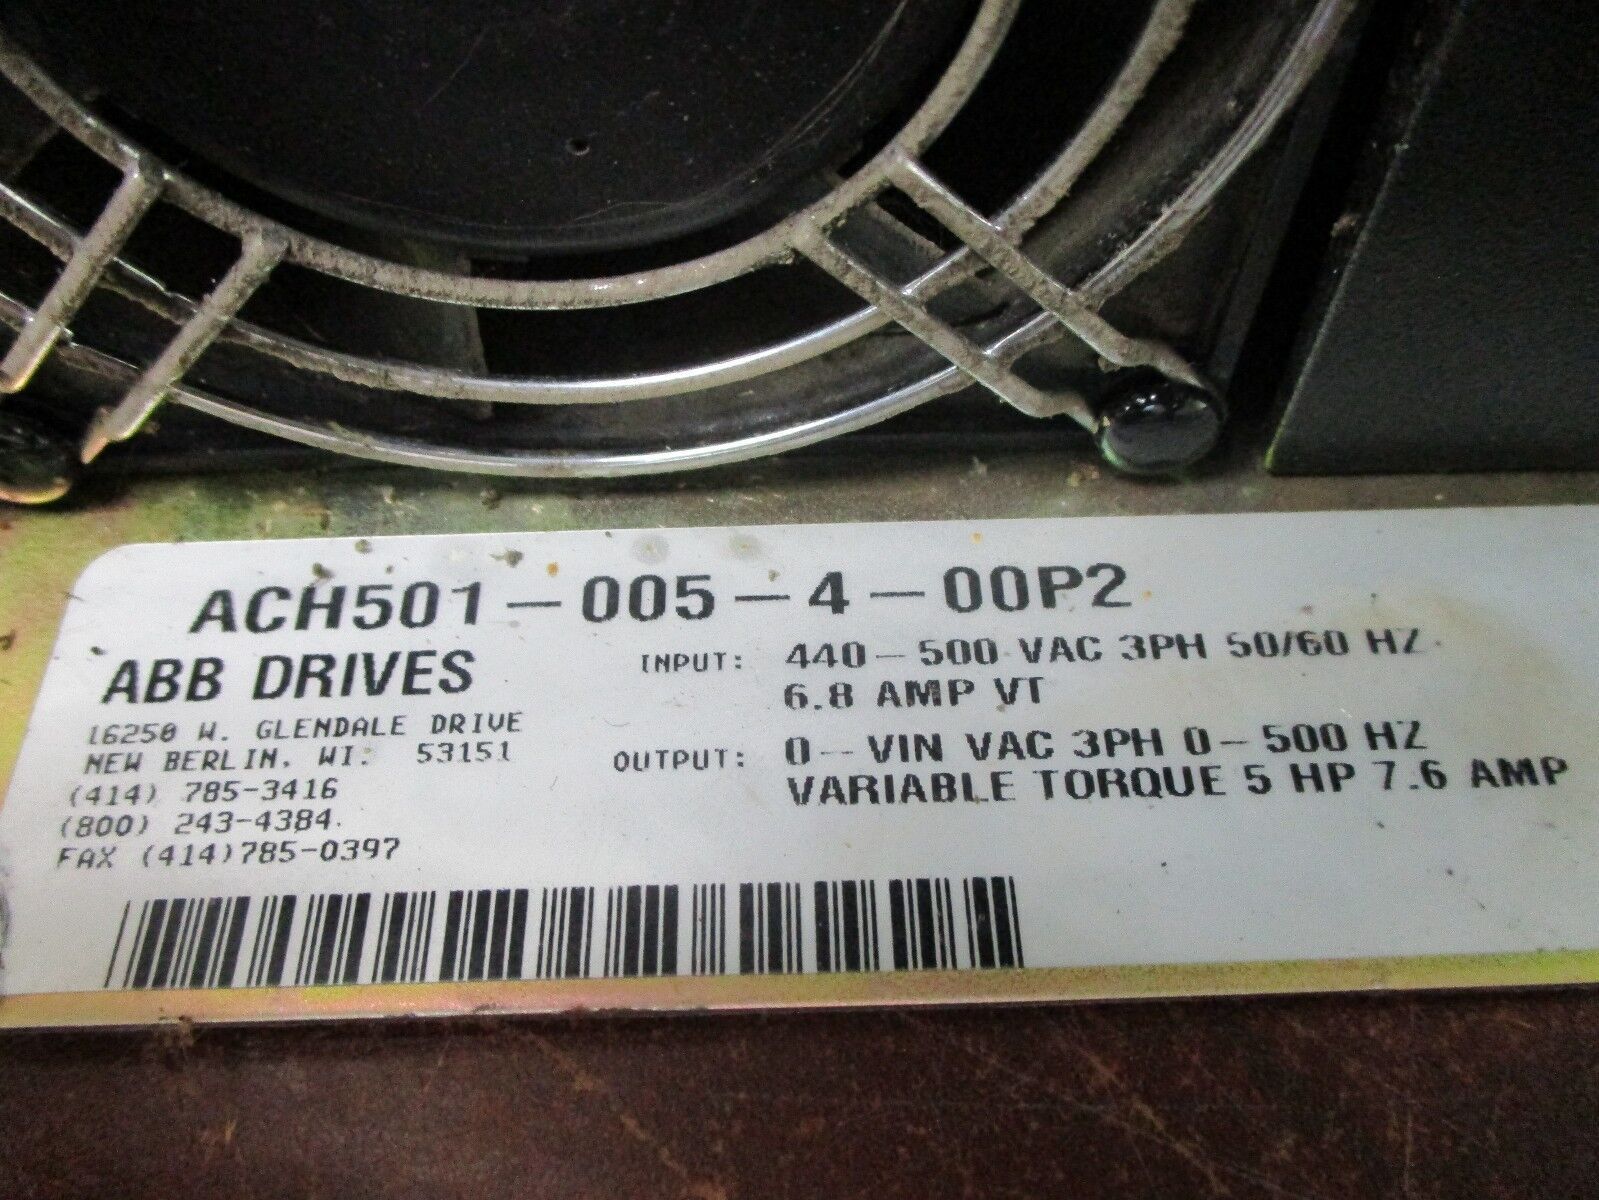 ACH501-005-4-00P2
ABB DRIVES
16250 W. GLENDALE DRIVE
NEW BERLIN, WI: 53151
(414) 785-3416
(800) 243-4384
FAX (414)785-0397
INPUT: 440-500 VAC 3PH 50/60 HZ
6.8 AMP VT
OUTPUT: 0--VIN VAC 3PH 0-500 HZ
VARIABLE TORQUE 5 HP 7.6 AMP